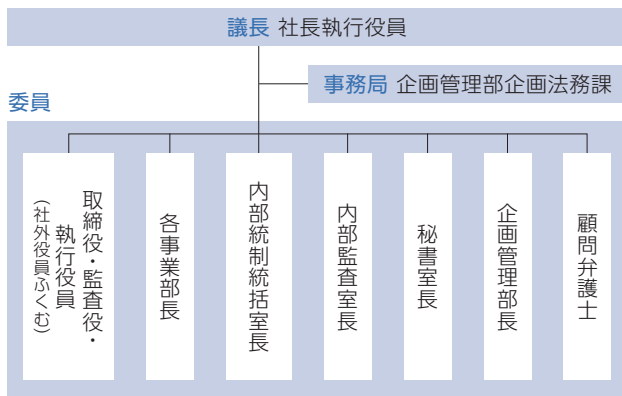 議長 社長執行役員
事務局 企画管理部企画法務課
委員
取締役・監査役・
執行役員
（社外役員ふくむ）
各事業部長
内部統制統括室長
内部監査室長
秘書室長
企画管理部長
顧問弁護士